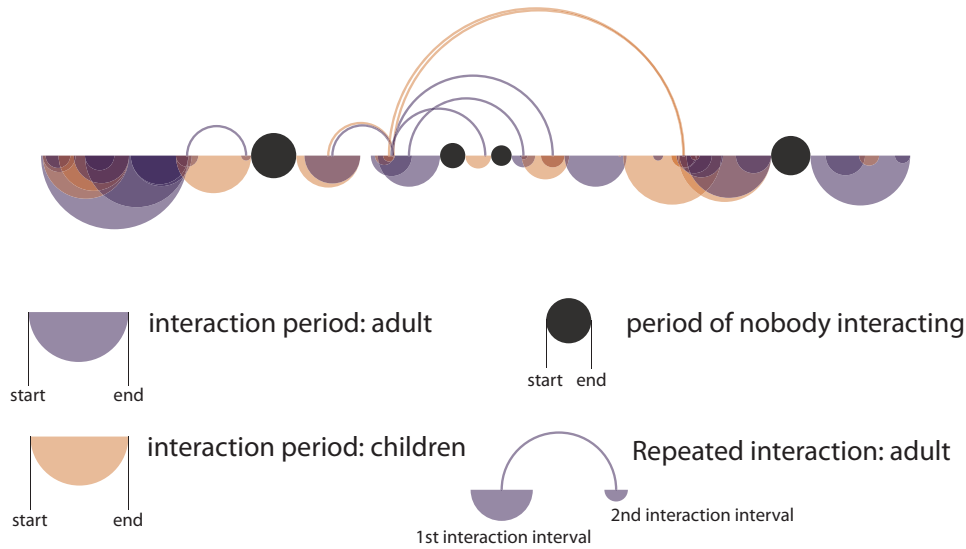 interaction period: adult
start end
period of nobody interacting
start end
interaction period: children
start end
Repeated interaction: adult
1st interaction interval
2nd interaction interval